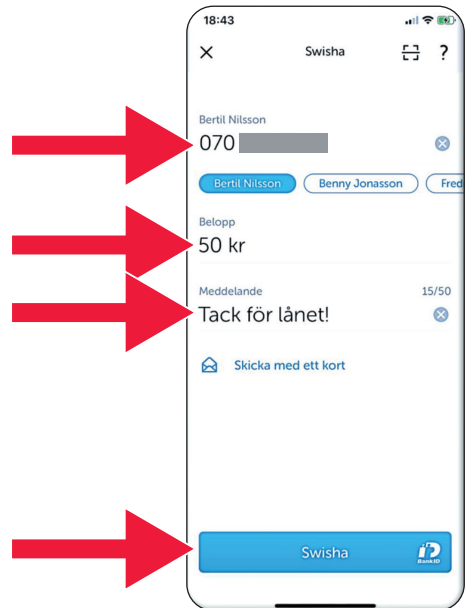 18:43
Swisha ?
Bertil Nilsson
070
Bertil Nilsson Benny Jonasson Fred
Belopp
50 kr
Meddelande 15/50
Tack för lånet!
Skicka med ett kort
Swisha
BankID